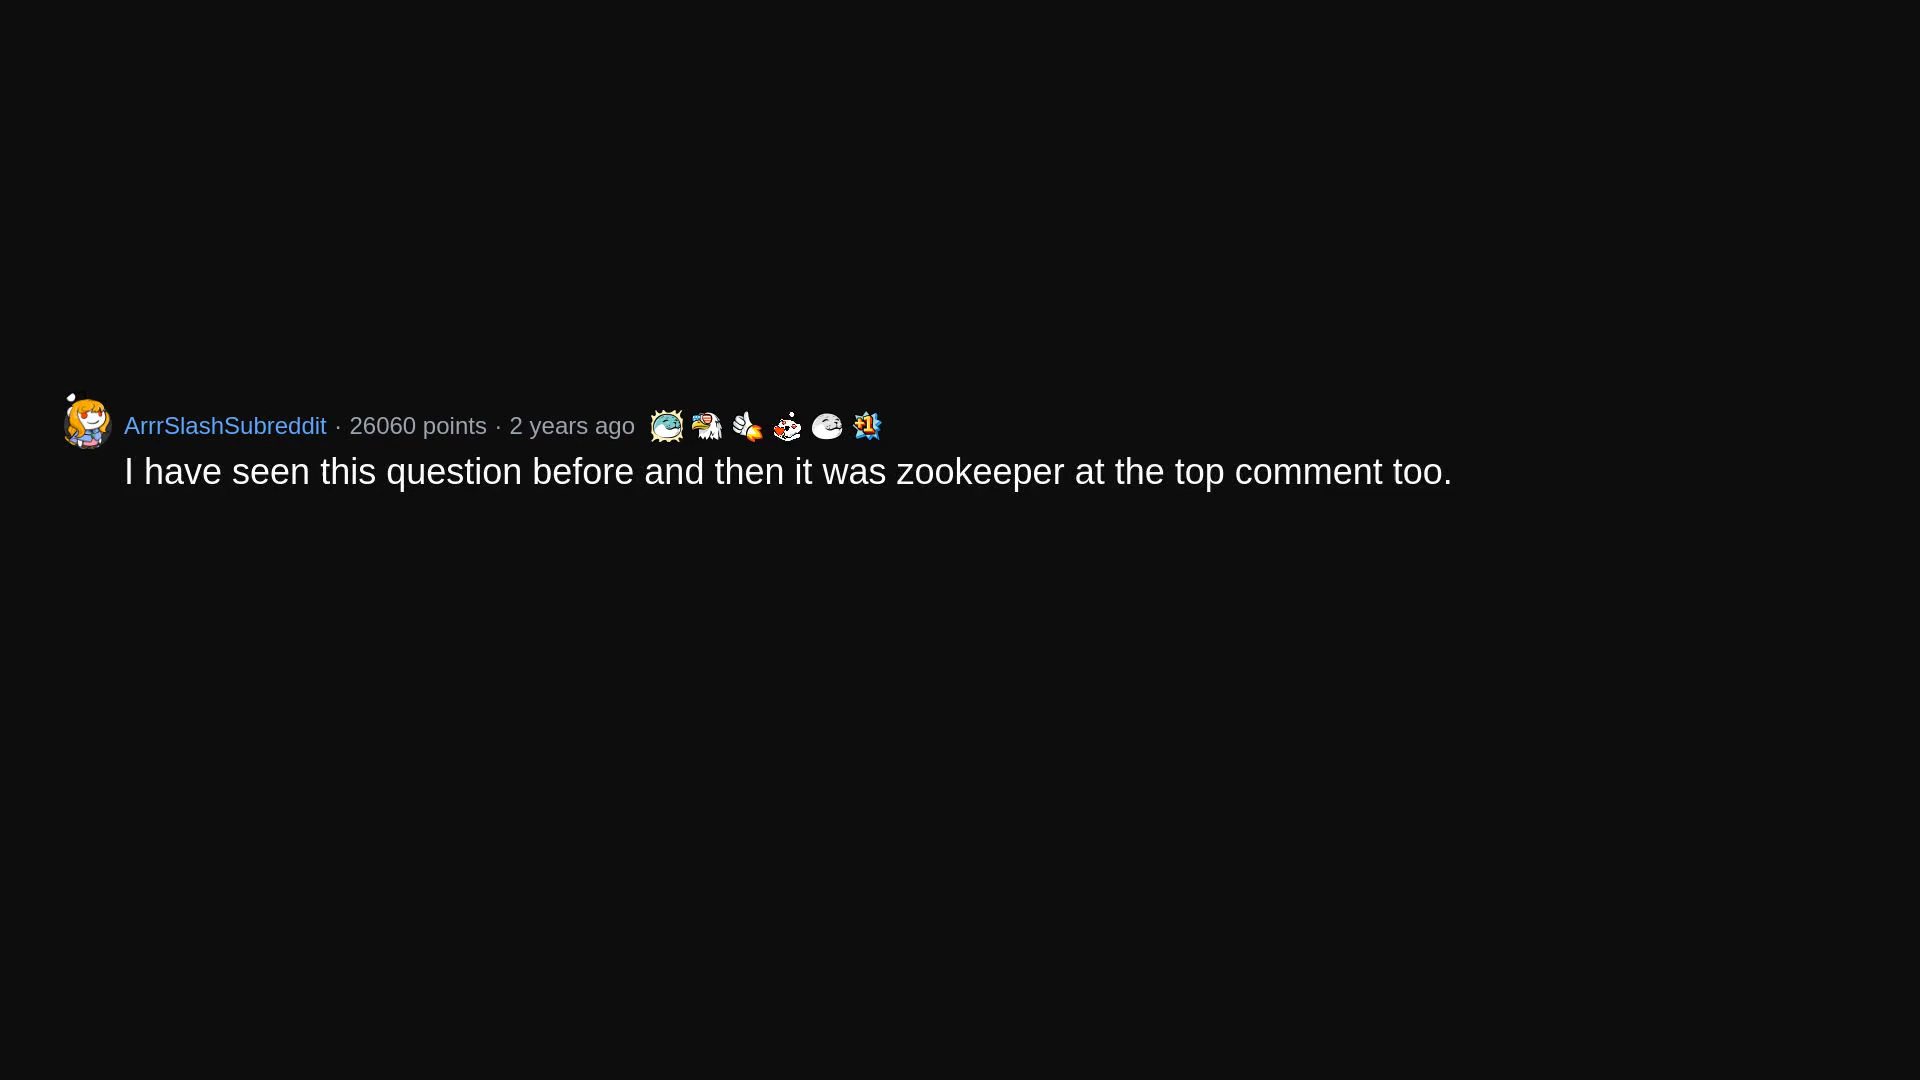 ArrrSlashSubreddit · 26060 points · 2 years ago +1
I have seen this question before and then it was zookeeper at the top comment too.